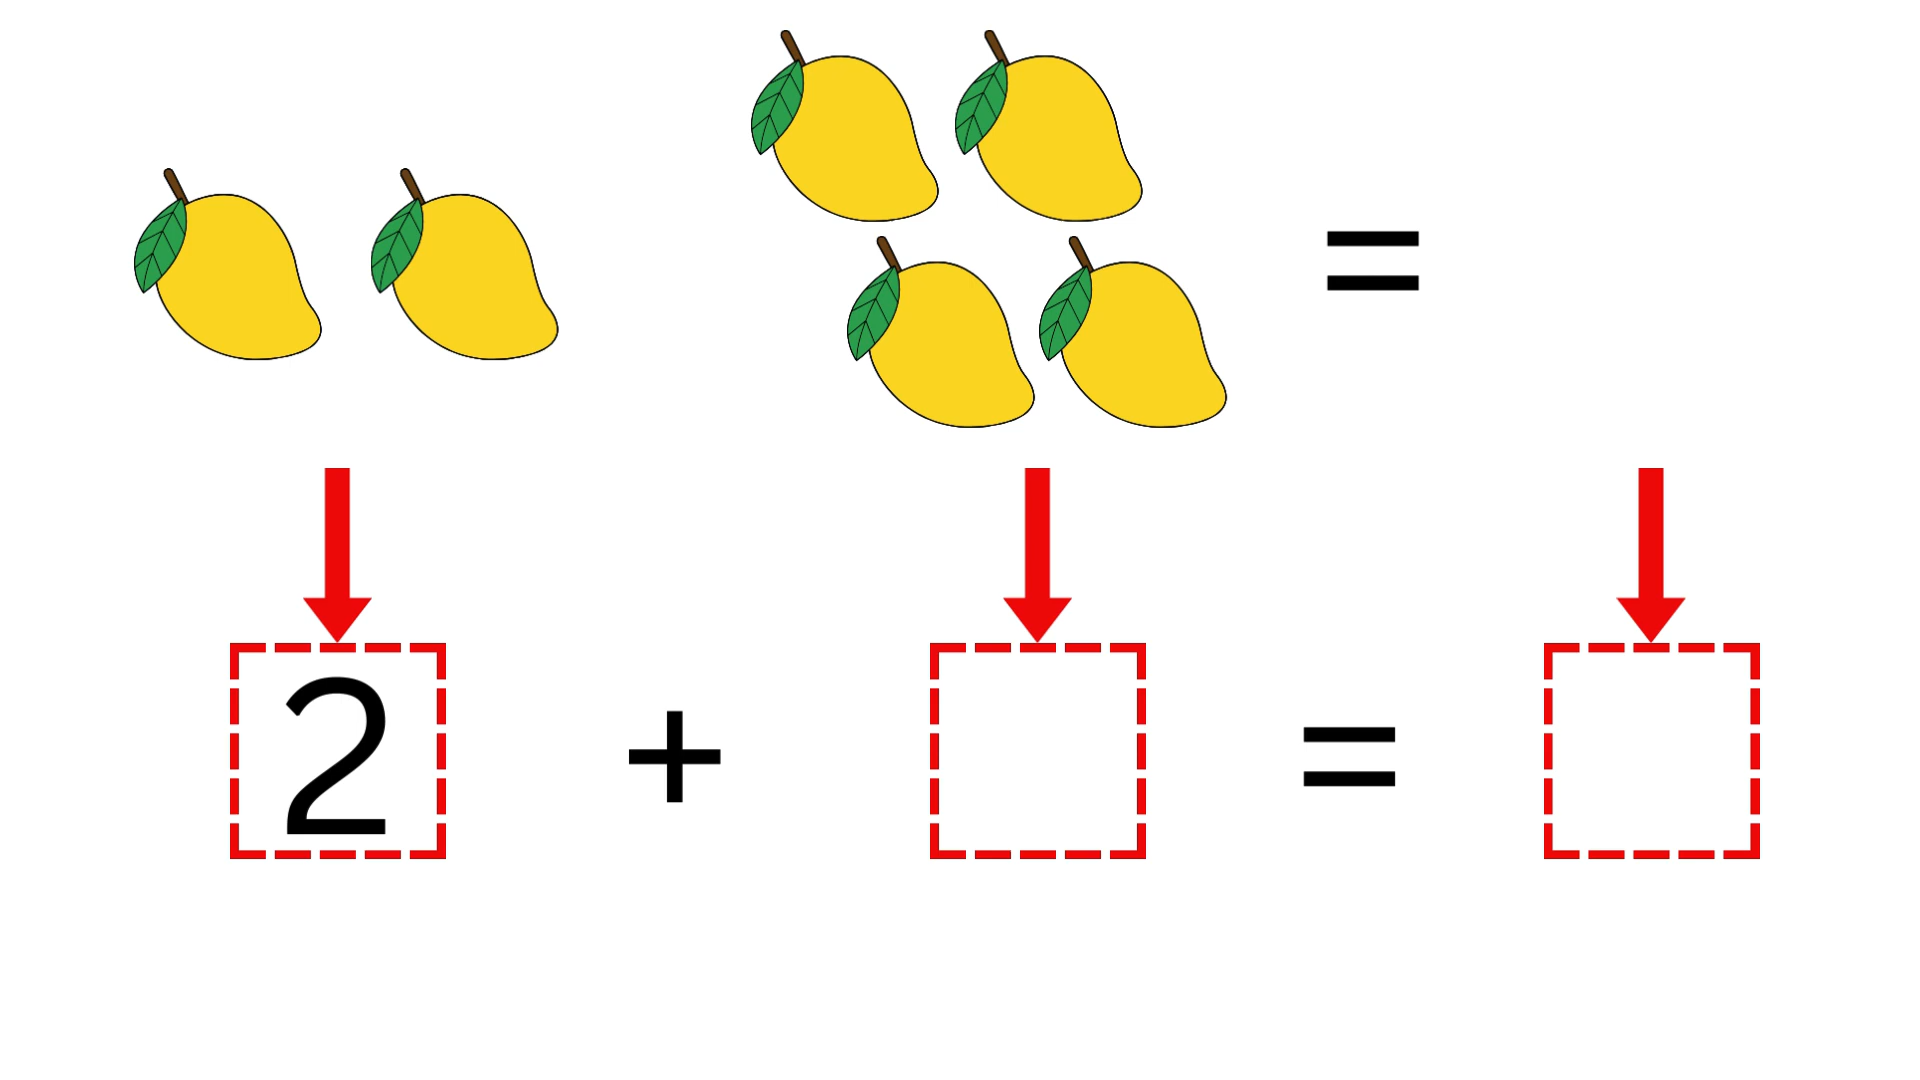 =
2 + =